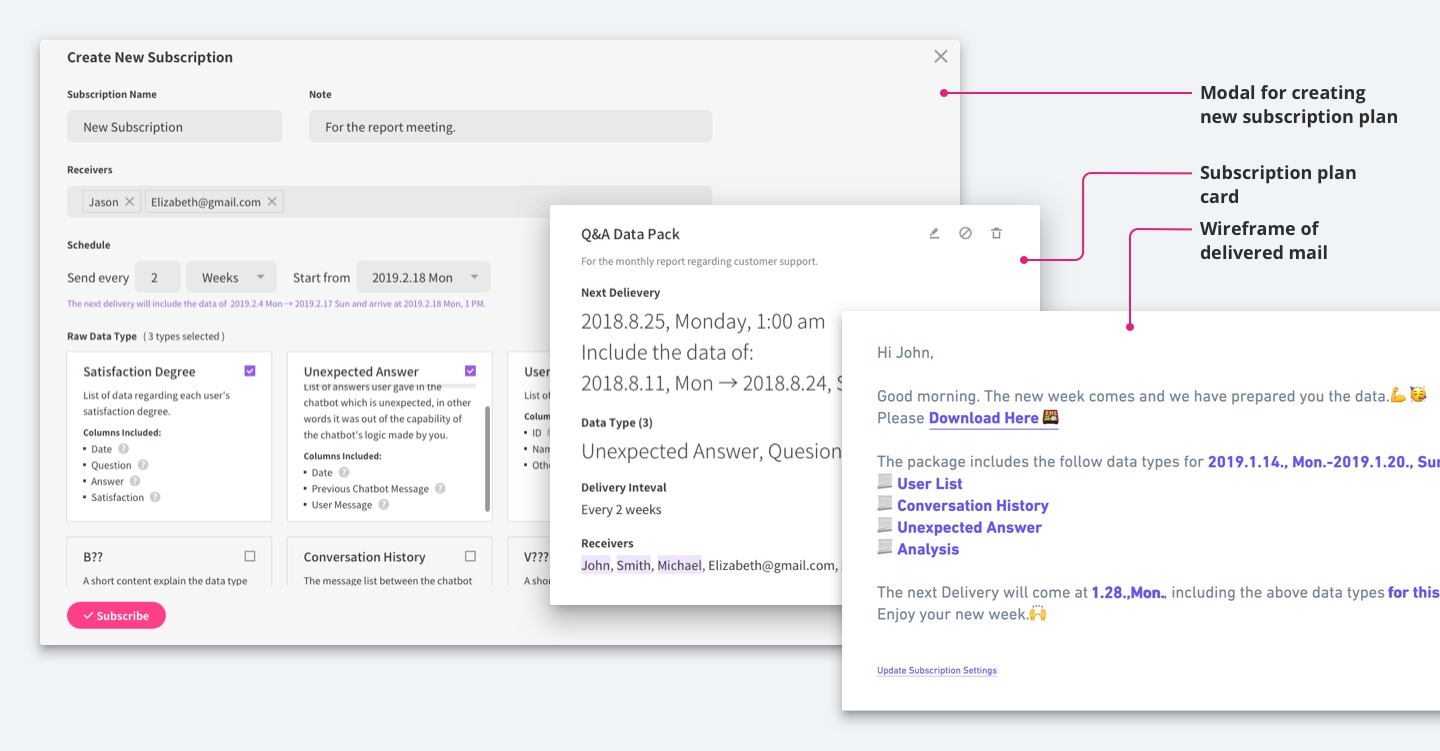 Create New Subscription
Subscription Name
Note
New Subscription
For the report meeting.
Receivers
Jason
Elizabeth@gmail.com
Schedule
Send every 2 Weeks Start from 2019.2.18 Mon
The next delivery will include the data of 2019.2.4 Mon → 2019.2.17 Sun and arrive at 2019.2.18 Mon, 1 PM.
Raw Data Type ( 3 types selected )
Satisfaction Degree
List of data regarding each user's
satisfaction degree.
Columns Included:
• Date ?
• Question ?
• Answer ?
• Satisfaction ?
Unexpected Answer
List of answers user gave in the
chatbot which is unexpected, in other
words it was out of the capability of
the chatbot's logic made by you.
Columns Included:
• Date ?
• Previous Chatbot Message ?
• User Message ?
User
List of
Colum
• ID
• Nam
• Othe
B??
A short content explain the data type
Conversation History
The message list between the chatbot
V???
A shor
Subscribe
Q&A Data Pack
For the monthly report regarding customer support.
Next Delievery
2018.8.25, Monday, 1:00 am
Include the data of:
2018.8.11, Mon → 2018.8.24, S
Data Type (3)
Unexpected Answer, Quesion
Delivery Inteval
Every 2 weeks
Receivers
John, Smith, Michael, Elizabeth@gmail.com,
Hi John,
Good morning. The new week comes and we have prepared you the data.💪🥳
Please Download Here 🍱
The package includes the follow data types for 2019.1.14., Mon.-2019.1.20., Sun
User List
Conversation History
Unexpected Answer
Analysis
The next Delivery will come at 1.28.,Mon., including the above data types for this
Enjoy your new week.🙌
Update Subscription Settings
Modal for creating
new subscription plan
Subscription plan
card
Wireframe of
delivered mail